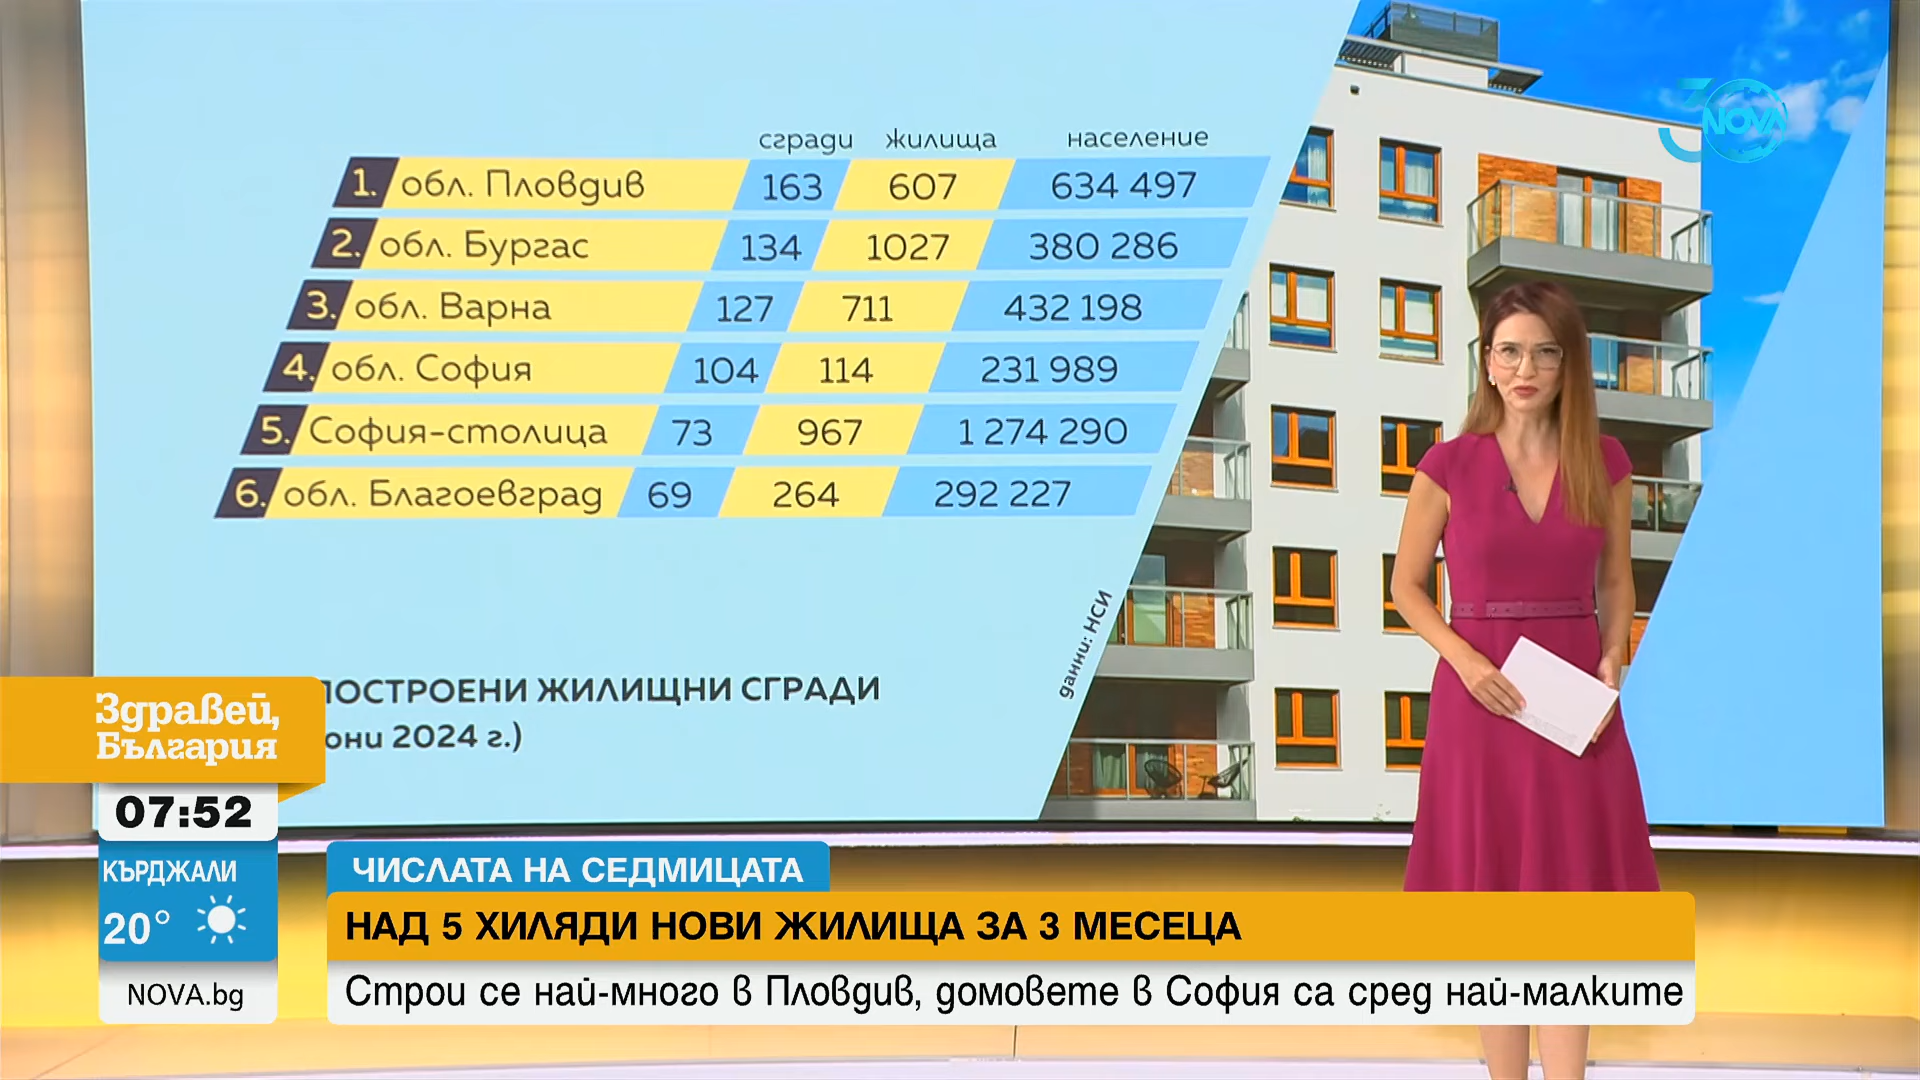 сгради жилища население
1. обл. Пловдив 163 607 634 497
2. обл. Бургас 134 1027 380 286
3. обл. Варна 127 711 432 198
4. обл. София 104 114 231 989
5. София-столица 73 967 1 274 290
6. обл. Благоевград 69 264 292 227
данни: НСИ
ПОСТРОЕНИ ЖИЛИЩНИ СГРАДИ
юни 2024 г.)
30 NOVA
Здравей,
България
07:52
КЪРДЖАЛИ
20°
NOVA.bg
ЧИСЛАТА НА СЕДМИЦАТА
НАД 5 ХИЛЯДИ НОВИ ЖИЛИЩА ЗА 3 МЕСЕЦА
Строи се най-много в Пловдив, домовете в София са сред най-малките